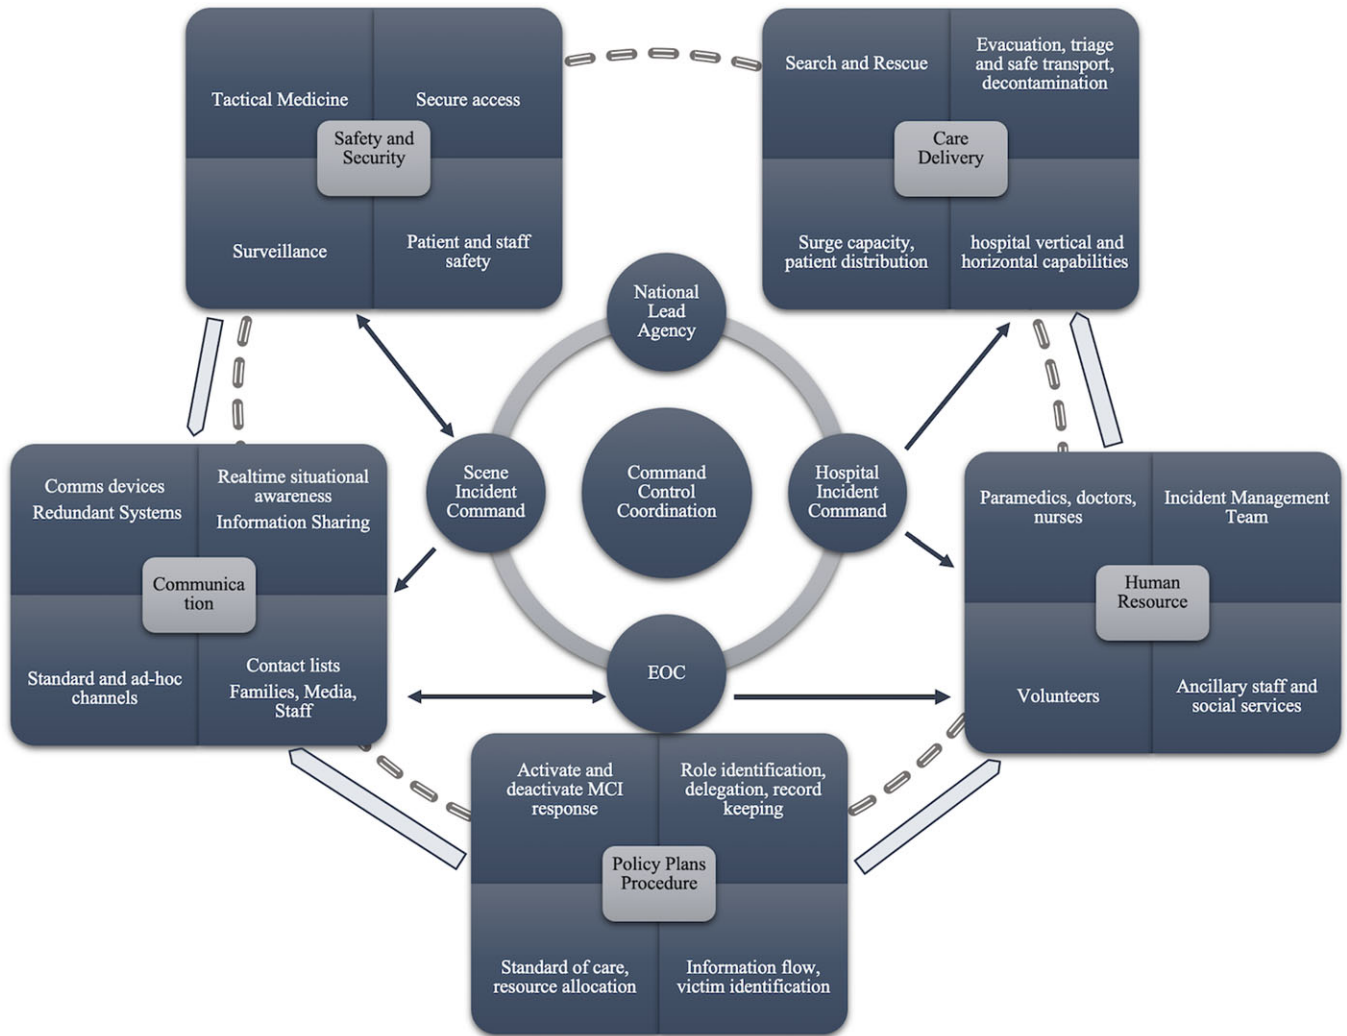 Tactical Medicine
Secure access
Safety and
Security
Surveillance
Patient and staff
safety
Search and Rescue
Evacuation, triage
and safe transport,
decontamination
Care
Delivery
Surge capacity,
patient distribution
hospital vertical and
horizontal capabilities
National
Lead
Agency
Scene
Incident
Command
Command
Control
Coordination
Hospital
Incident
Command
EOC
Comms devices
Redundant Systems
Realtime situational
awareness
Information Sharing
Communica
tion
Standard and ad-hoc
channels
Contact lists
Families, Media,
Staff
Paramedics, doctors,
nurses
Incident Management
Team
Human
Resource
Volunteers
Ancillary staff and
social services
Activate and
deactivate MCI
response
Role identification,
delegation, record
keeping
Policy Plans
Procedure
Standard of care,
resource allocation
Information flow,
victim identification